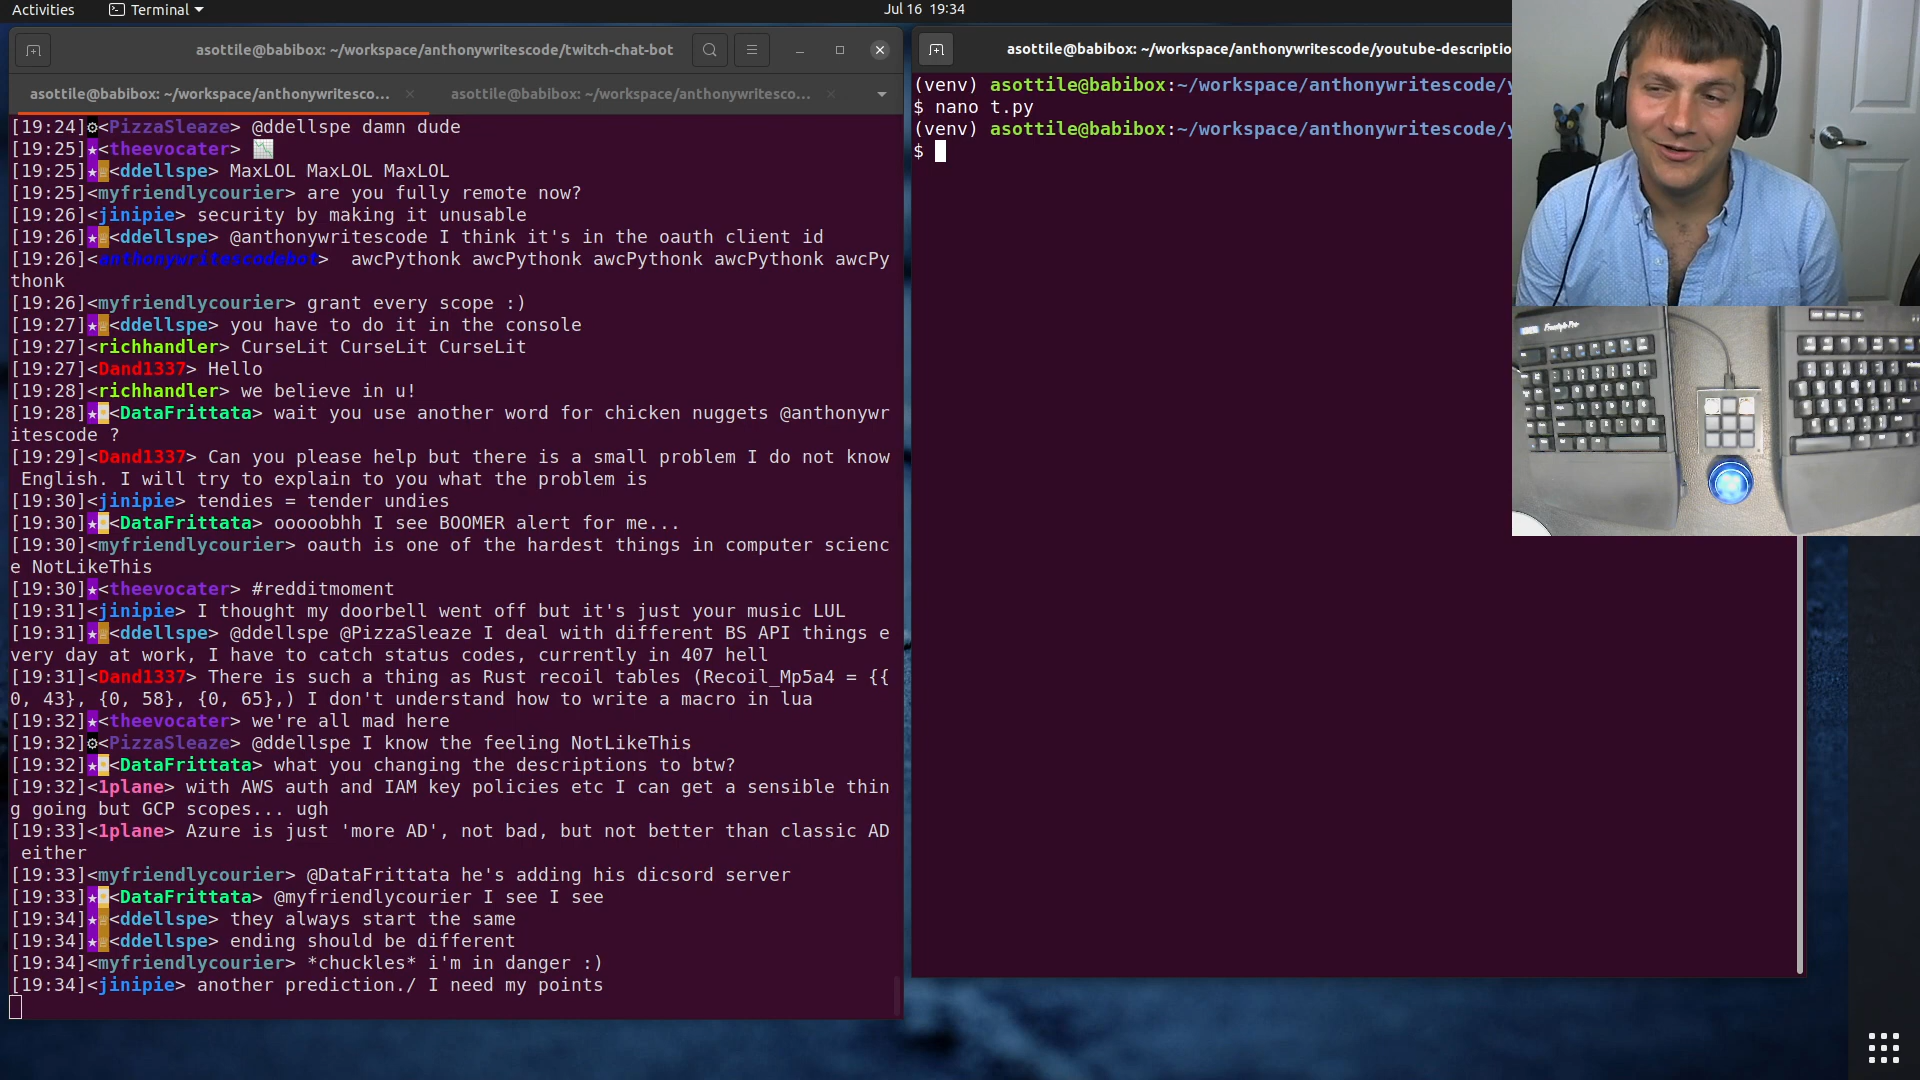 Activities
Terminal
Jul 16 19:34
asottile@babibox: ~/workspace/anthonywritescode/twitch-chat-bot
asottile@babibox: ~/workspace/anthonywritesco...
asottile@babibox: ~/workspace/anthonywritesco...
[19:24] <PizzaSleaze> @ddellspe damn dude
[19:25]★<theevocater>
[19:25]★<ddellspe> MaxLOL MaxLOL MaxLOL
[19:25]<myfriendlycourier> are you fully remote now?
[19:26]<jinipie> security by making it unusable
[19:26]★<ddellspe> @anthonywritescode I think it's in the oauth client id
[19:26]<anthonywritescodebot>  awcPythonk awcPythonk awcPythonk awcPythonk awcPy
thonk
[19:26]<myfriendlycourier> grant every scope :)
[19:27]★<ddellspe> you have to do it in the console
[19:27]<richhandler> CurseLit CurseLit CurseLit
[19:27]<Dand1337> Hello
[19:28]<richhandler> we believe in u!
[19:28]★<DataFrittata> wait you use another word for chicken nuggets @anthonywr
itescode ?
[19:29]<Dand1337> Can you please help but there is a small problem I do not know
English. I will try to explain to you what the problem is
[19:30]<jinipie> tendies = tender undies
[19:30]★<DataFrittata> ooooobhh I see BOOMER alert for me...
[19:30]<myfriendlycourier> oauth is one of the hardest things in computer scienc
e NotLikeThis
[19:30]★<theevocater> #redditmoment
[19:31]<jinipie> I thought my doorbell went off but it's just your music LUL
[19:31]★<ddellspe> @ddellspe @PizzaSleaze I deal with different BS API things e
very day at work, I have to catch status codes, currently in 407 hell
[19:31]<Dand1337> There is such a thing as Rust recoil tables (Recoil_Mp5a4 = {{
0, 43}, {0, 58}, {0, 65},) I don't understand how to write a macro in lua
[19:32]★<theevocater> we're all mad here
[19:32] <PizzaSleaze> @ddellspe I know the feeling NotLikeThis
[19:32]★<DataFrittata> what you changing the descriptions to btw?
[19:32]<1plane> with AWS auth and IAM key policies etc I can get a sensible thin
g going but GCP scopes... ugh
[19:33]<1plane> Azure is just 'more AD', not bad, but not better than classic AD
either
[19:33]<myfriendlycourier> @DataFrittata he's adding his dicsord server
[19:33]★<DataFrittata> @myfriendlycourier I see I see
[19:34]★<ddellspe> they always start the same
[19:34]★<ddellspe> ending should be different
[19:34]<myfriendlycourier> *chuckles* i'm in danger :)
[19:34]<jinipie> another prediction./ I need my points
asottile@babibox: ~/workspace/anthonywritescode/youtube-descriptio
(venv) asottile@babibox:~/workspace/anthonywritescode/y
$ nano t.py
(venv) asottile@babibox:~/workspace/anthonywritescode/y
$
Freestyle Pro